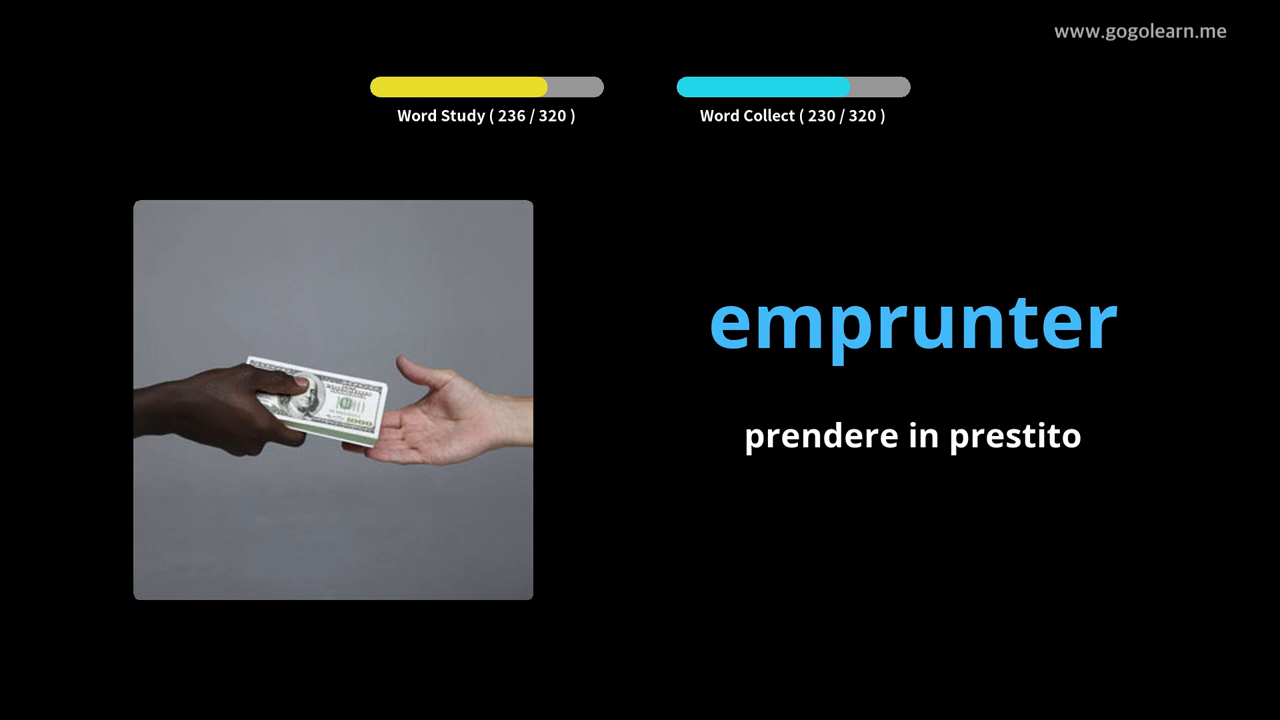 www.gogolearn.me
Word Study ( 236 / 320 )
Word Collect ( 230 / 320 )
emprunter
prendere in prestito